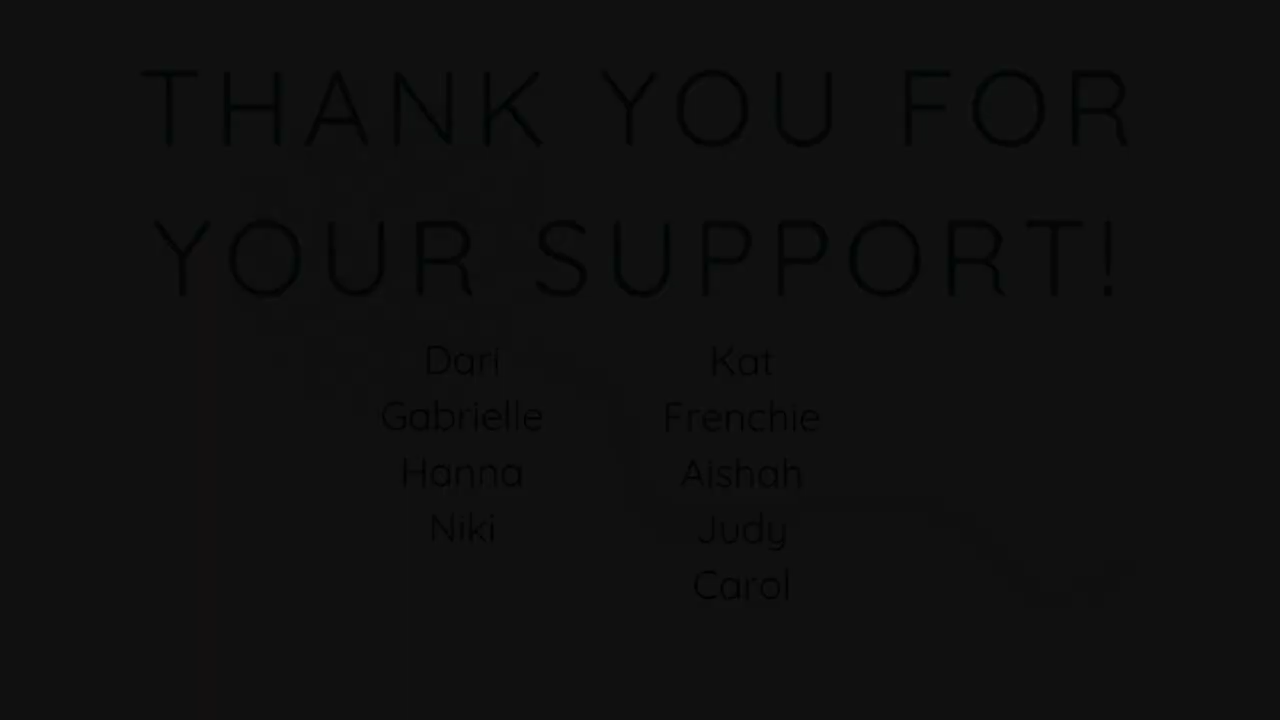 THANK YOU FOR
YOUR SUPPORT!
Dari
Gabrielle
Hanna
Niki
Kat
Frenchie
Aishah
Judy
Carol